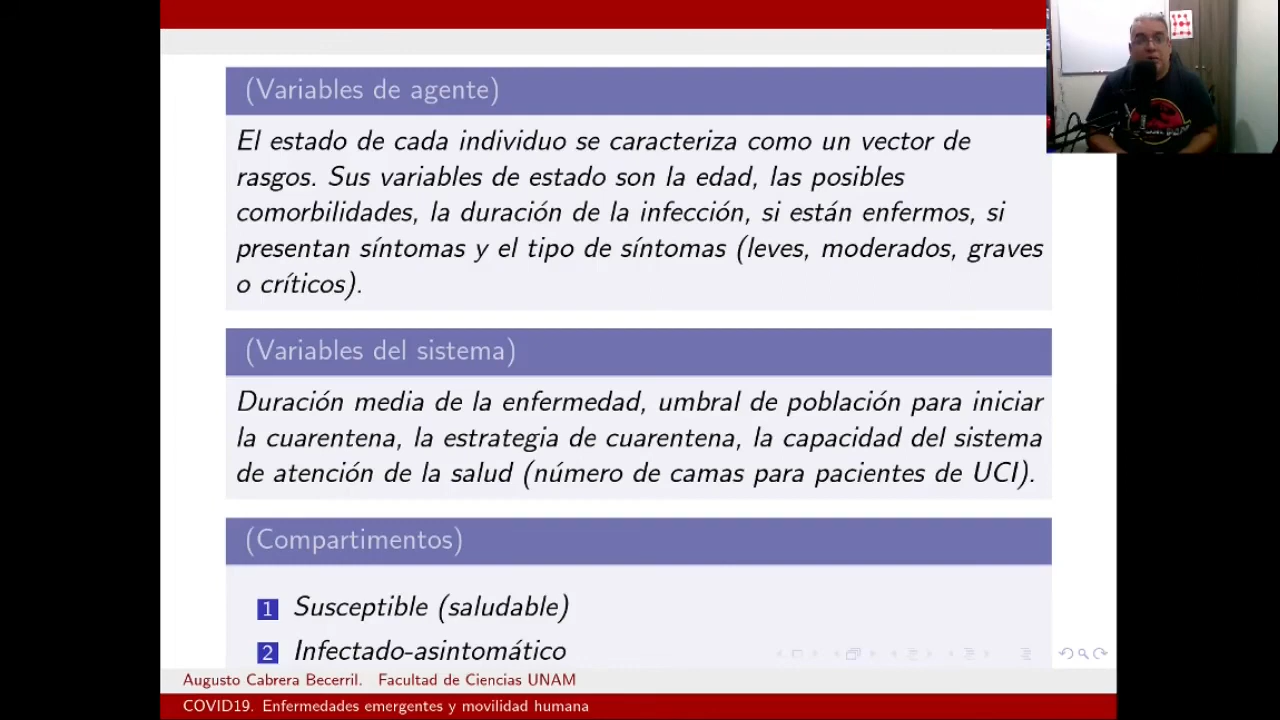 (Variables de agente)
El estado de cada individuo se caracteriza como un vector de
rasgos. Sus variables de estado son la edad, las posibles
comorbilidades, la duración de la infección, si están enfermos, si
presentan síntomas y el tipo de síntomas (leves, moderados, graves
o críticos).
(Variables del sistema)
Duración media de la enfermedad, umbral de población para iniciar
la cuarentena, la estrategia de cuarentena, la capacidad del sistema
de atención de la salud (número de camas para pacientes de UCI).
(Compartimentos)
1 Susceptible (saludable)
2 Infectado-asintomático
Augusto Cabrera Becerril. Facultad de Ciencias UNAM
COVID19. Enfermedades emergentes y movilidad humana